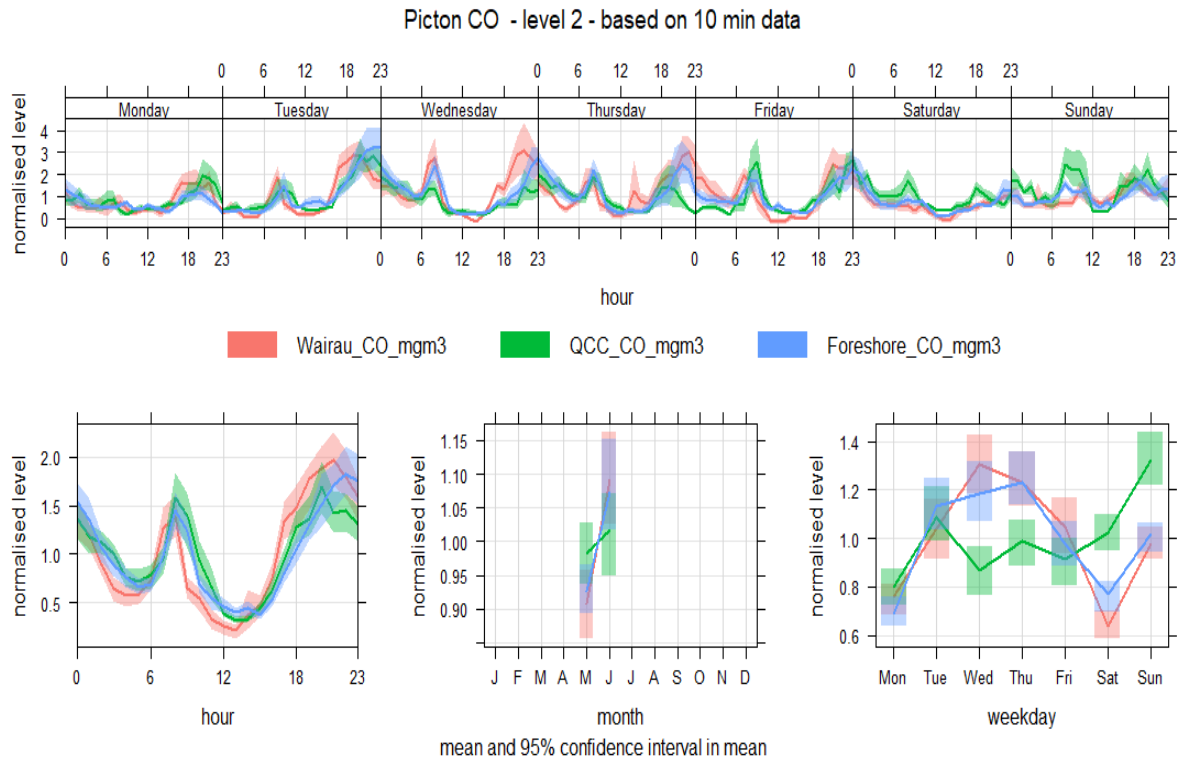 Picton CO - level 2 - based on 10 min data
0 6 12 18 23 0 6 12 18 23 0 6 12 18 23
Monday Tuesday Wednesday Thursday Friday Saturday Sunday
normalised level
4
3
2
1
0
0 6 12 18 23 0 6 12 18 23 0 6 12 18 23 0 6 12 18 23
hour
Wairau_CO_mgm3 QCC_CO_mgm3 Foreshore_CO_mgm3
normalised level
2.0
1.5
1.0
0.5
0 6 12 18 23
hour
normalised level
1.15
1.10
1.05
1.00
0.95
0.90
J F M A M J J A S O N D
month
normalised level
1.4
1.2
1.0
0.8
0.6
Mon Tue Wed Thu Fri Sat Sun
weekday
mean and 95% confidence interval in mean